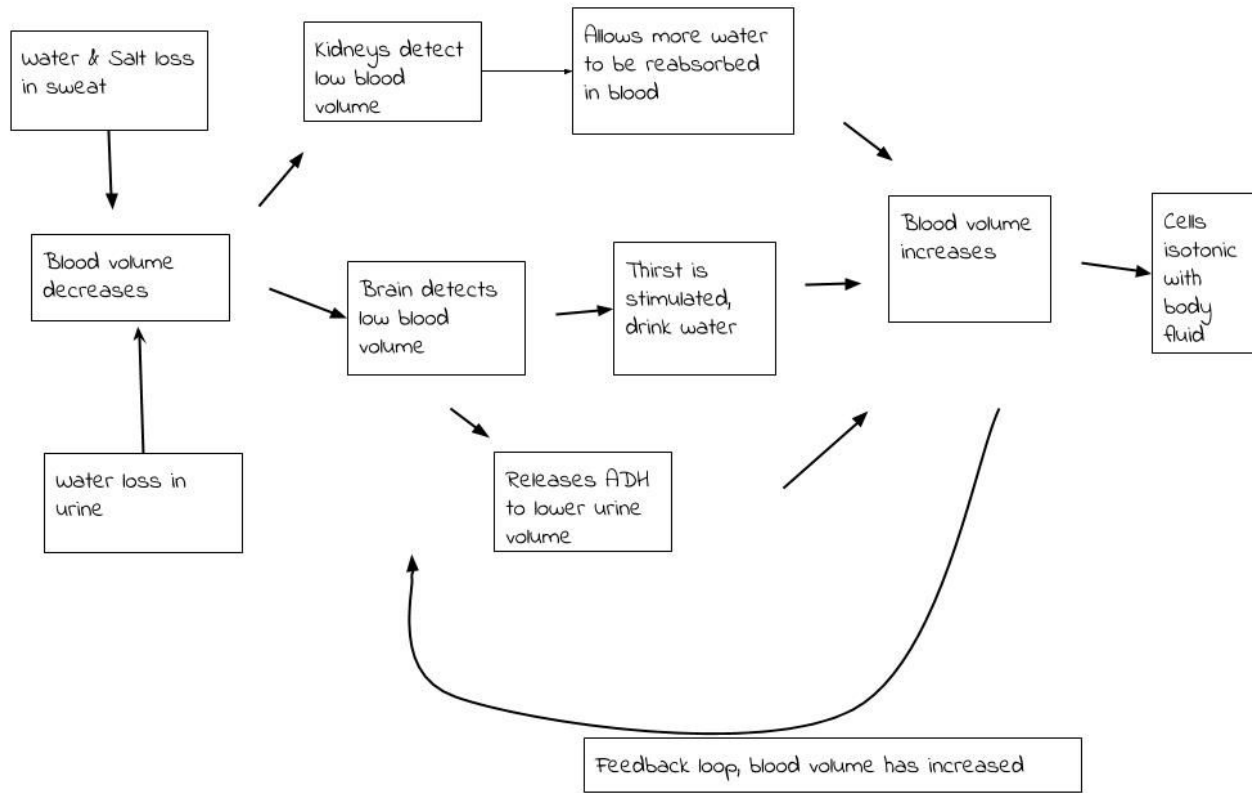 Water & Salt loss
in sweat
Kidneys detect
low blood
volume
Allows more water
to be reabsorbed
in blood
Blood volume
decreases
Brain detects
low blood
volume
Thirst is
stimulated,
drink water
Blood volume
increases
Cells
isotonic
with
body
fluid
Water loss in
urine
Releases ADH
to lower urine
volume
Feedback loop, blood volume has increased